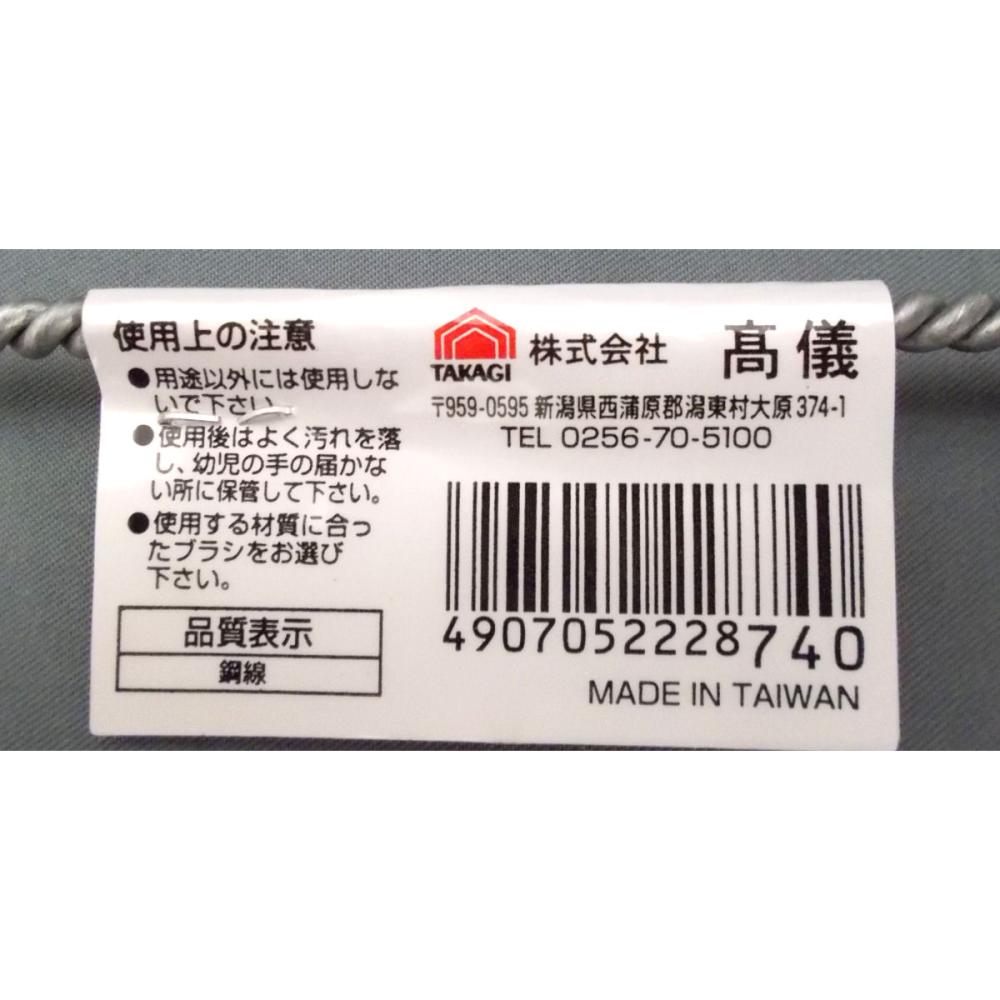 使用上の注意
●用途以外には使用しな
いで下さい
●使用後はよく汚れを落
し、幼児の手の届かな
い所に保管して下さい。
●使用する材質に合っ
たブラシをお選び
下さい。
品質表示
鋼線
TAKAGI
株式会社 髙儀
〒959-0595 新潟県西蒲原郡潟東村大原374-1
TEL 0256-70-5100
4907052228740
MADE IN TAIWAN